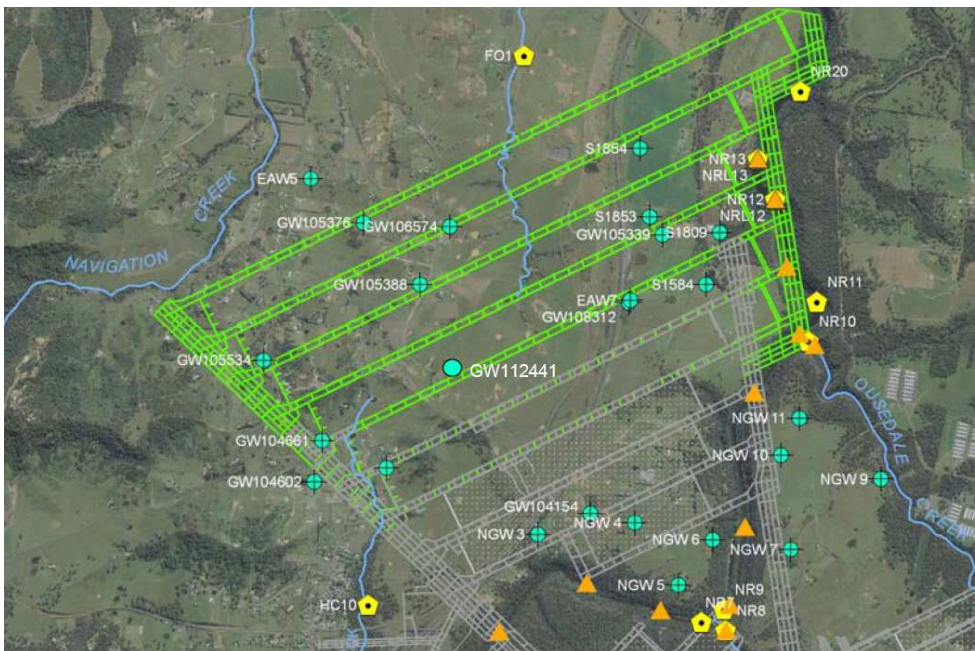 FO1
NR20
S1854
NR13
NRL13
EAW5
CREEK
NR12
NRL12
GW105376
GW106574
S1853
GW105339
S1809
NAVIGATION
GW105388
S1584
EAW7
GW108312
NR11
NR10
GW105534
GW112441
OUSEDALE
CREEK
NGW 11
GW104661
NGW 10
GW104602
NGW 9
GW104154
NGW 3
NGW 4
NGW 6
NGW 7
NGW 5
NR9
NR7
NR8
HC10